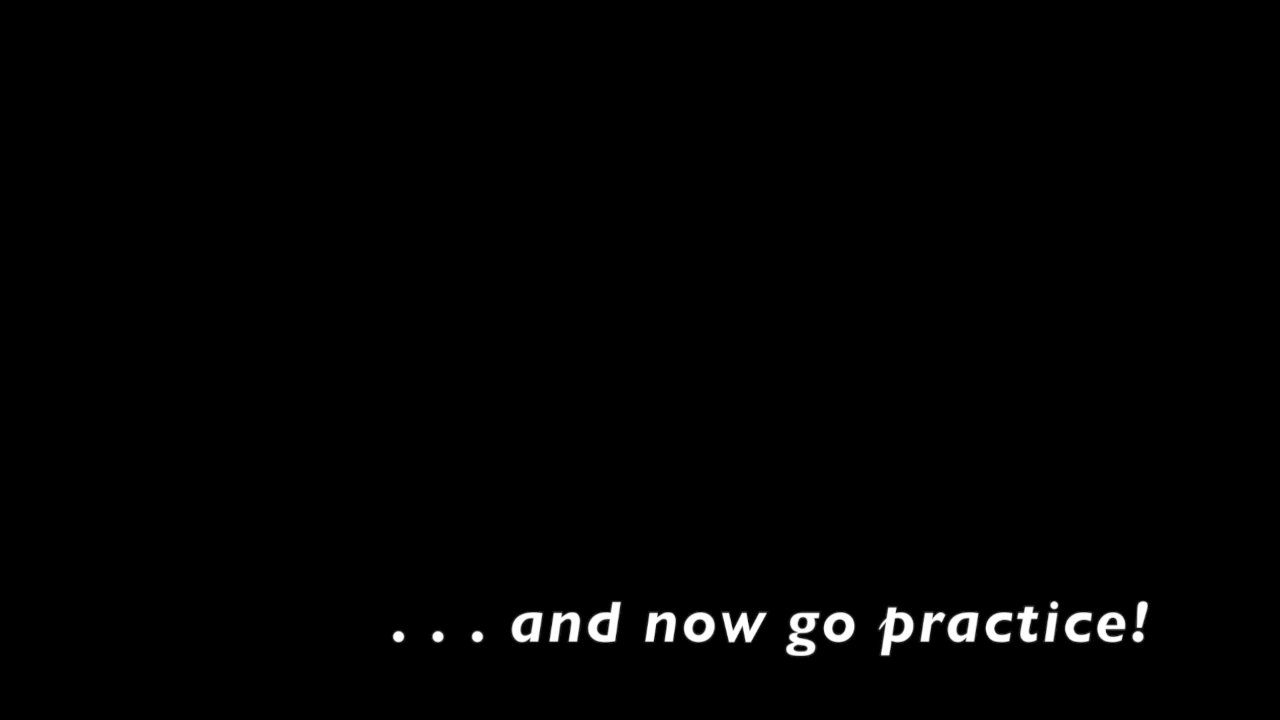 . . . and now go practice!